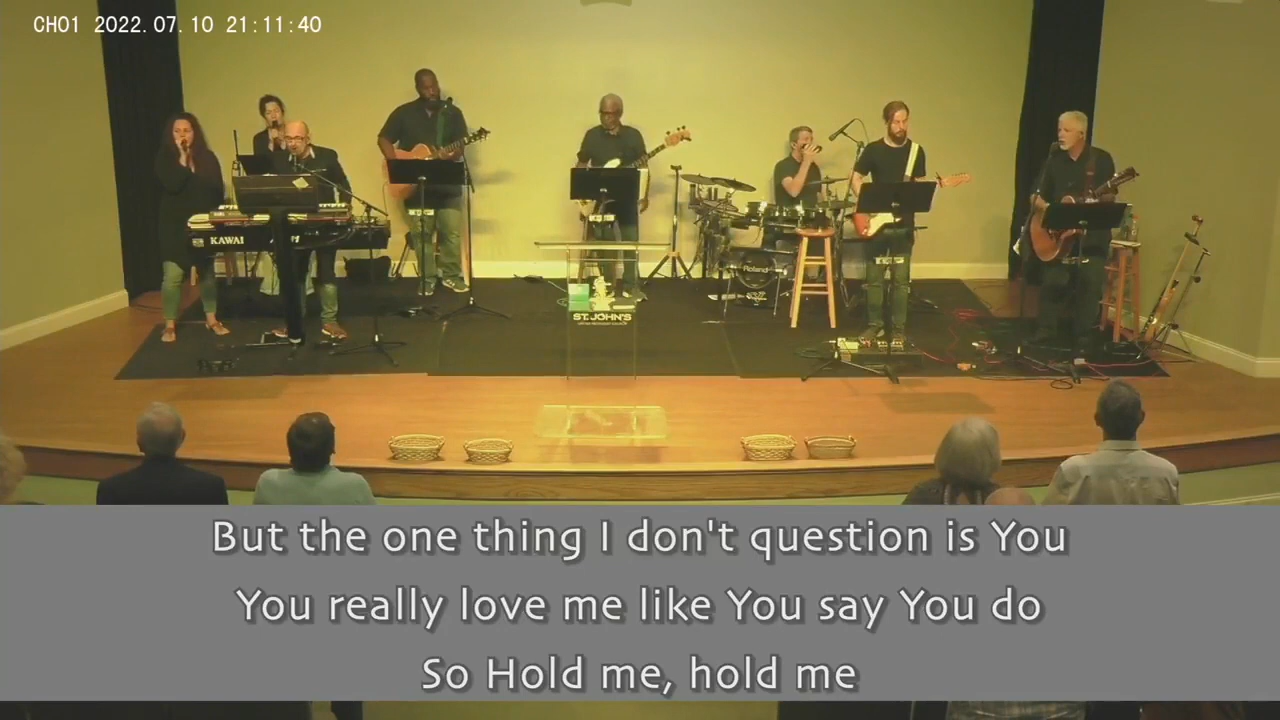 CH01 2022.07.10 21:11:40
KAWAI
Roland
ST. JOHN'S
But the one thing I don't question is You
You really love me like You say You do
So Hold me, hold me